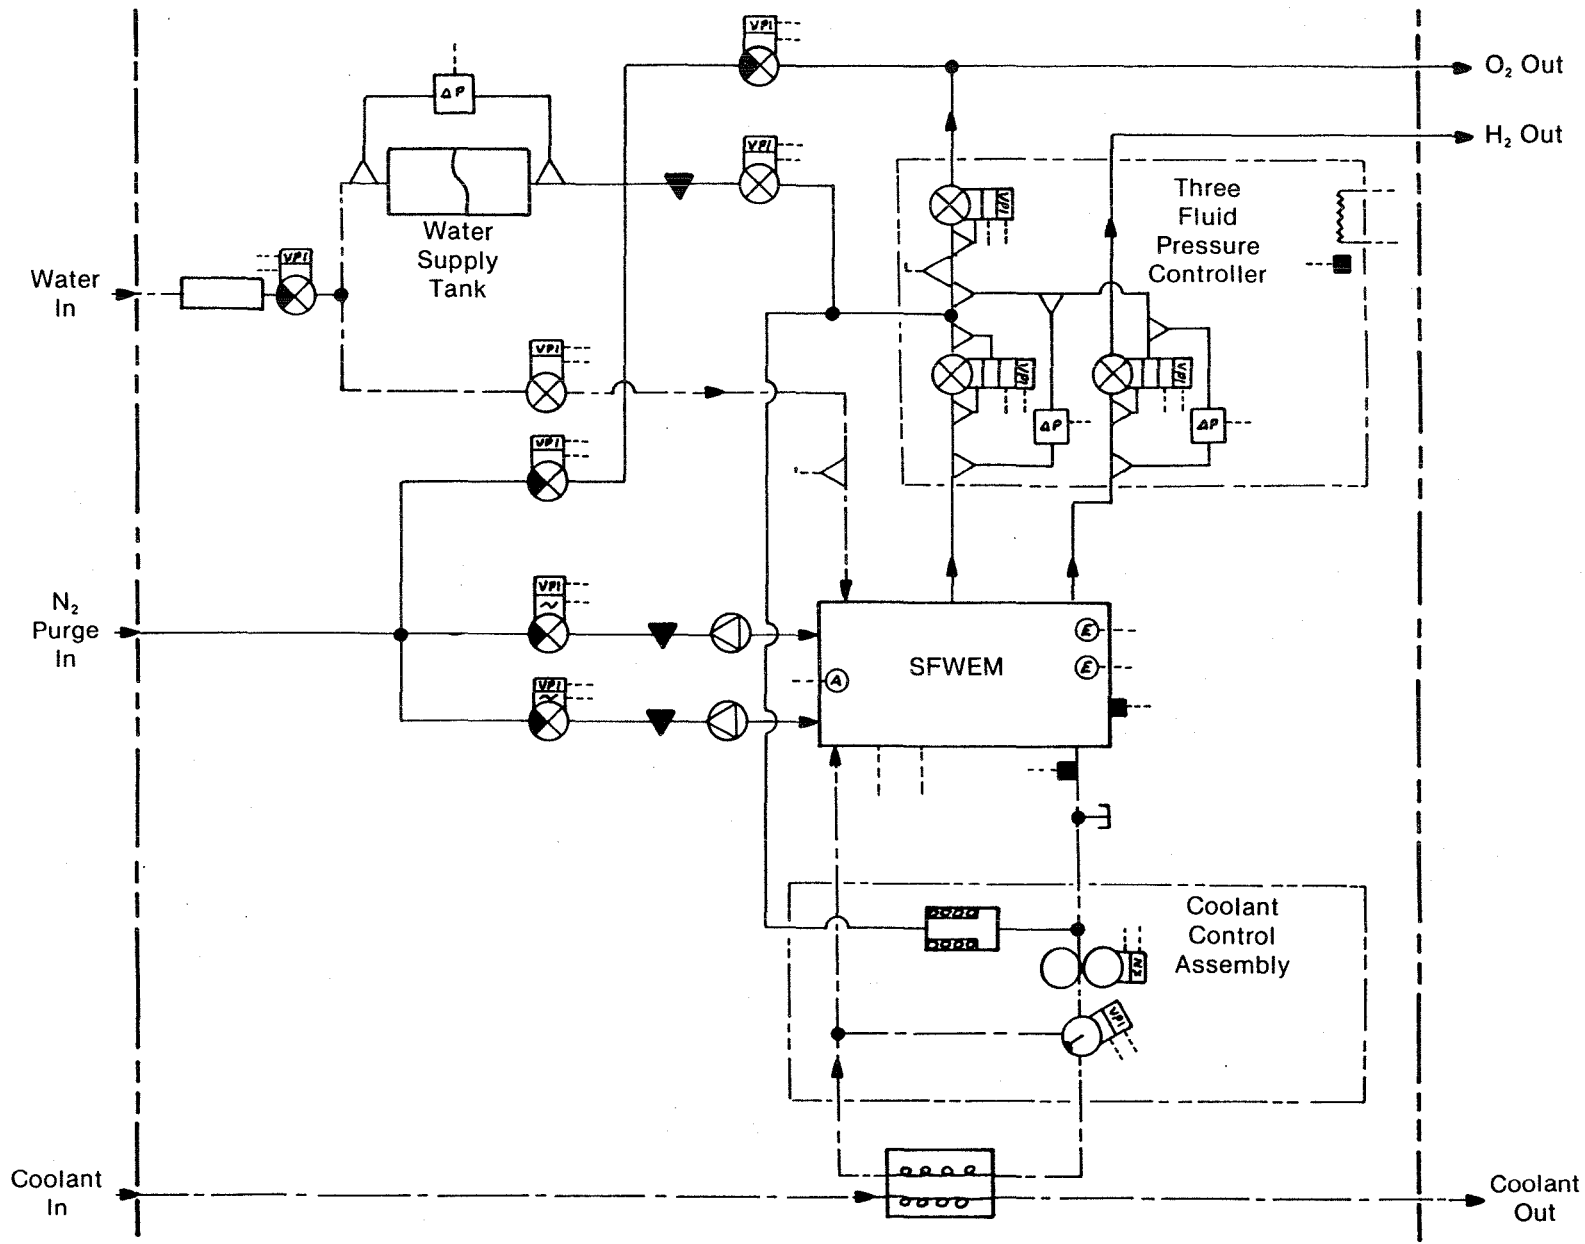 VPI
O₂ Out
ΔP
H₂ Out
VPI
Three
Fluid
Pressure
Controller
VPI
Water
Supply
Tank
VPI
Water
In
VPI
VPI
VPI
ΔP
ΔP
VPI
N₂
Purge
In
VPI
~
E
SFWEM
E
A
VPI
~
Coolant
Control
Assembly
VPI
Coolant
In
Coolant
Out